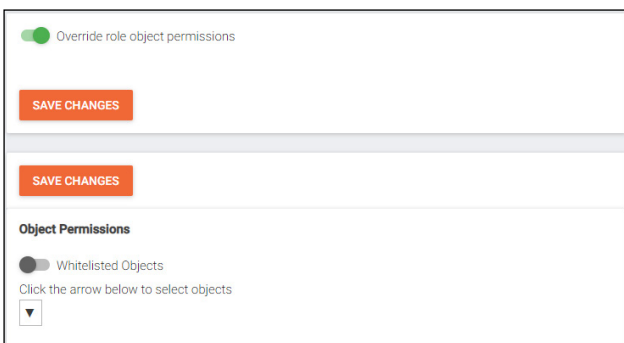 Override role object permissions
SAVE CHANGES
SAVE CHANGES
Object Permissions
Whitelisted Objects
Click the arrow below to select objects